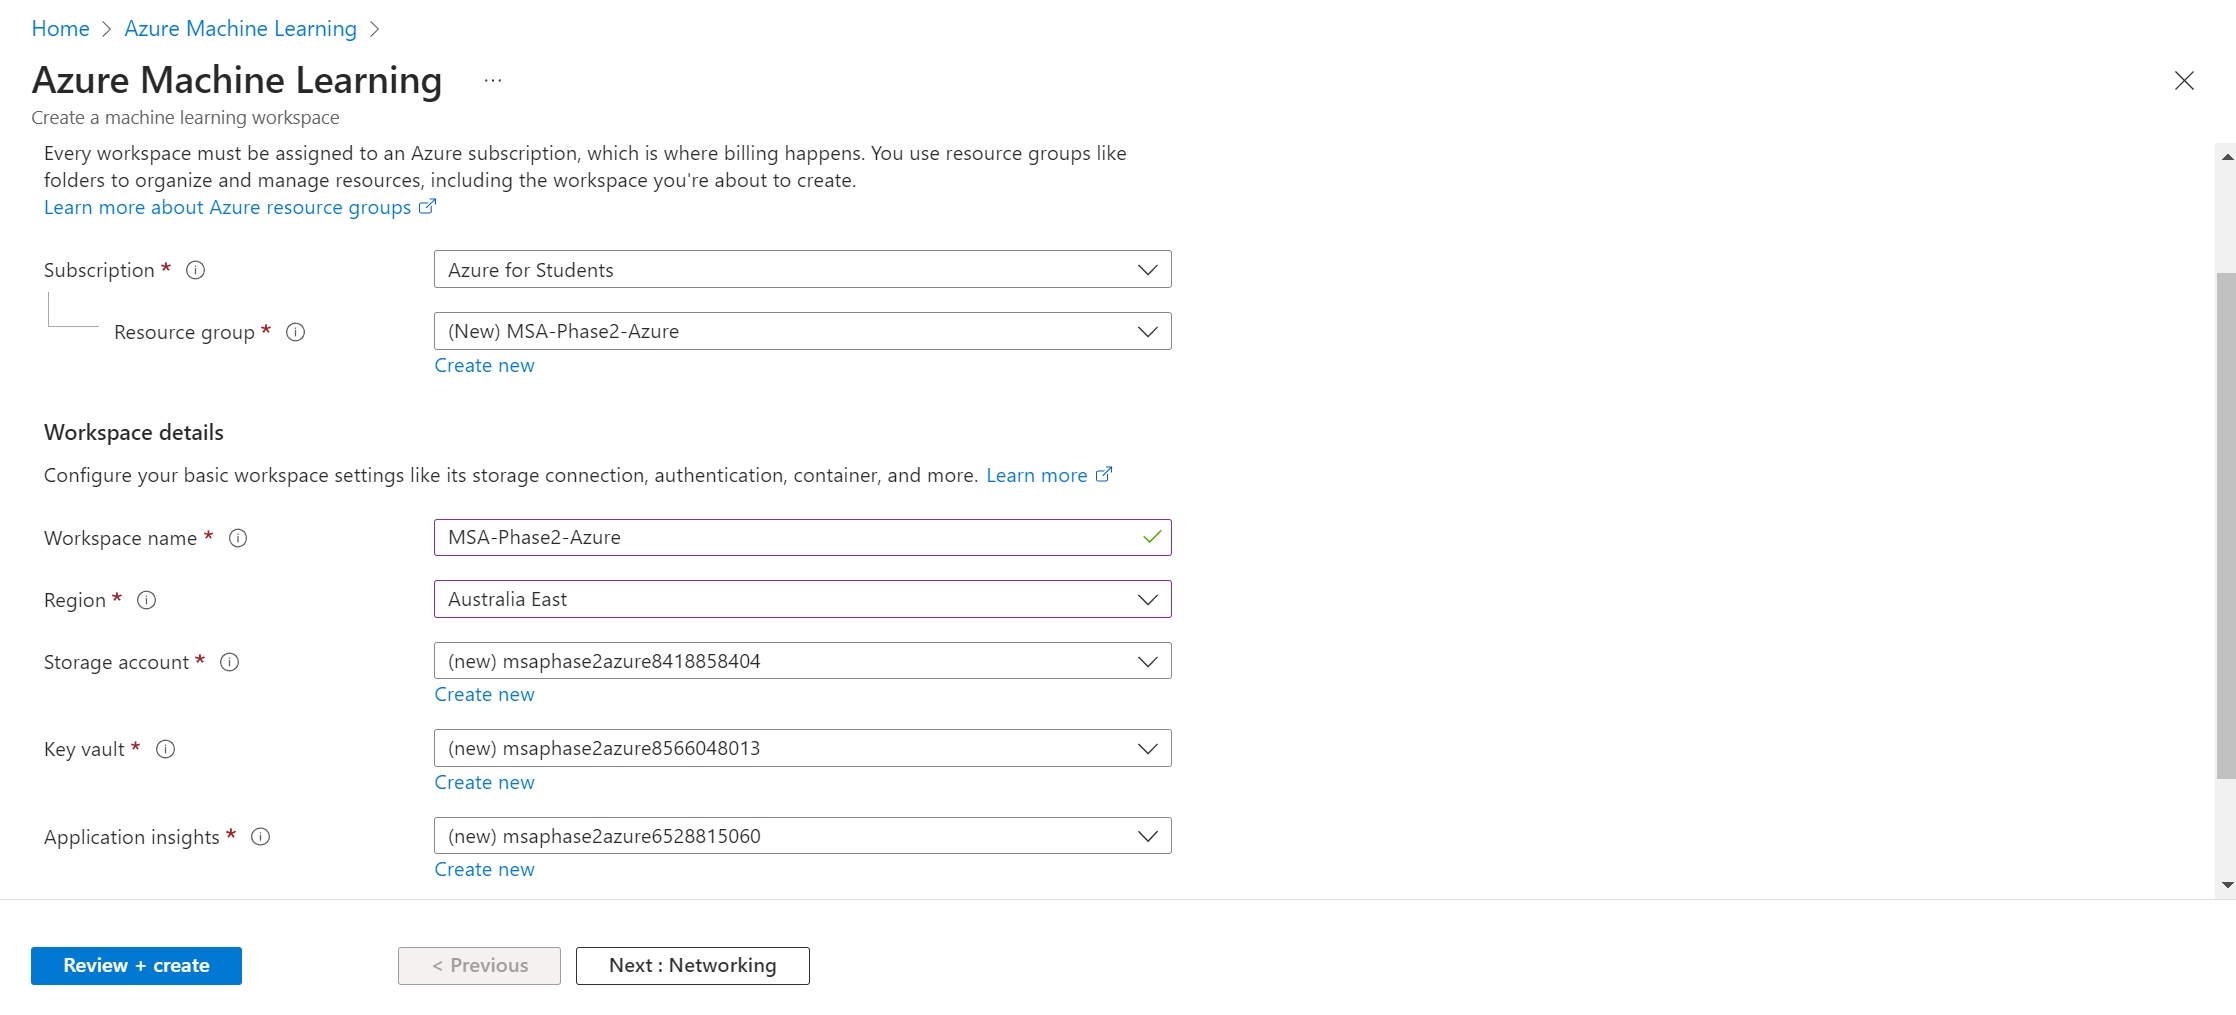 Home > Azure Machine Learning >
Azure Machine Learning ...
Create a machine learning workspace
Every workspace must be assigned to an Azure subscription, which is where billing happens. You use resource groups like
folders to organize and manage resources, including the workspace you're about to create.
Learn more about Azure resource groups
Subscription * Azure for Students
Resource group * (New) MSA-Phase2-Azure
Create new
Workspace details
Configure your basic workspace settings like its storage connection, authentication, container, and more. Learn more
Workspace name * MSA-Phase2-Azure
Region * Australia East
Storage account * (new) msaphase2azure8418858404
Create new
Key vault * (new) msaphase2azure8566048013
Create new
Application insights * (new) msaphase2azure6528815060
Create new
Review + create < Previous Next : Networking